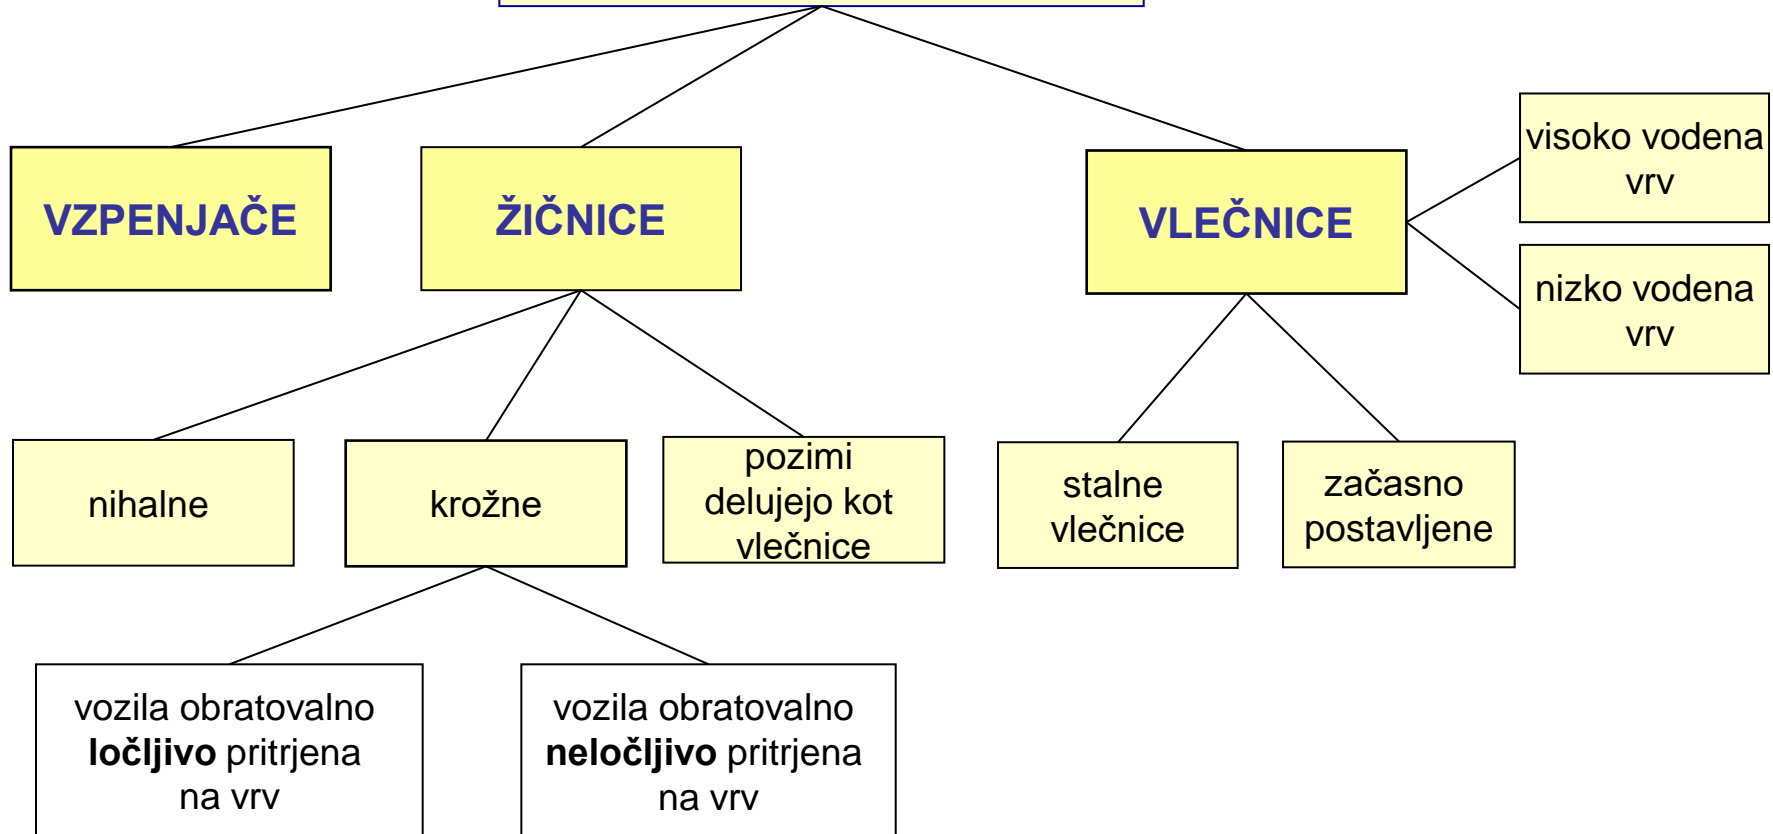 VZPENJAČE
ŽIČNICE
VLEČNICE
visoko vodena
vrv
nizko vodena
vrv
nihalne
krožne
pozimi
delujejo kot
vlečnice
stalne
vlečnice
začasno
postavljene
vozila obratovalno
ločljivo pritrjena
na vrv
vozila obratovalno
neločljivo pritrjena
na vrv